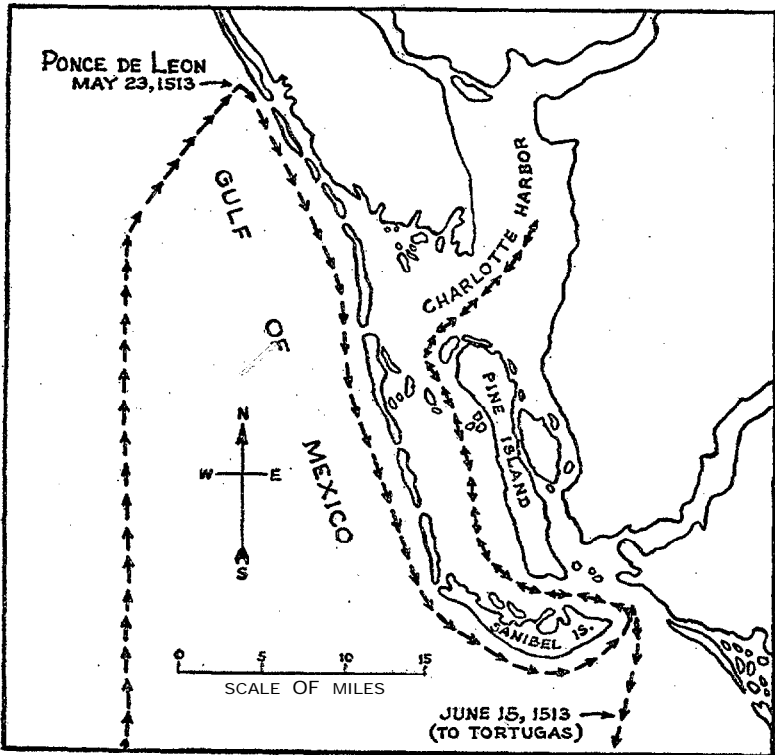 PONCE DE LEON
MAY 23, 1513
GULF
OF
MEXICO
CHARLOTTE HARBOR
PINE ISLAND
N
W E
S
SANIBEL IS.
0 5 10 15
SCALE OF MILES
JUNE 15, 1513
(TO TORTUGAS)